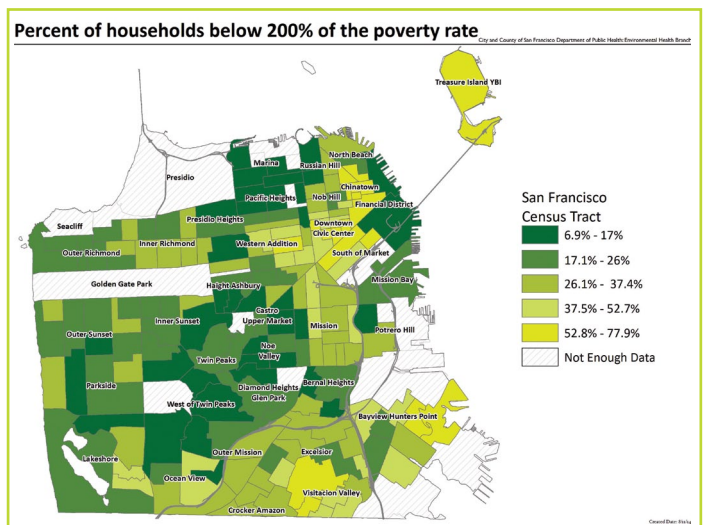 Percent of households below 200% of the poverty rate
City and County of San Francisco Department of Public Health: Environmental Health Branch
Treasure Island YBI
North Beach
Marina
Russian Hill
Presidio
Chinatown
Pacific Heights
Nob Hill
Financial District
Seacliff
Presidio Heights
Downtown
Civic Center
Inner Richmond
Western Addition
Outer Richmond
South of Market
Golden Gate Park
Haight Ashbury
Mission Bay
Castro
Upper Market
Inner Sunset
Mission
Potrero Hill
Outer Sunset
Noe
Valley
Twin Peaks
Parkside
Diamond Heights
Glen Park
Bernal Heights
West of Twin Peaks
Bayview Hunters Point
Outer Mission
Excelsior
Lakeshore
Ocean View
Visitacion Valley
Crocker Amazon
San Francisco
Census Tract
6.9% - 17%
17.1% - 26%
26.1% - 37.4%
37.5% - 52.7%
52.8% - 77.9%
Not Enough Data
Created Date: